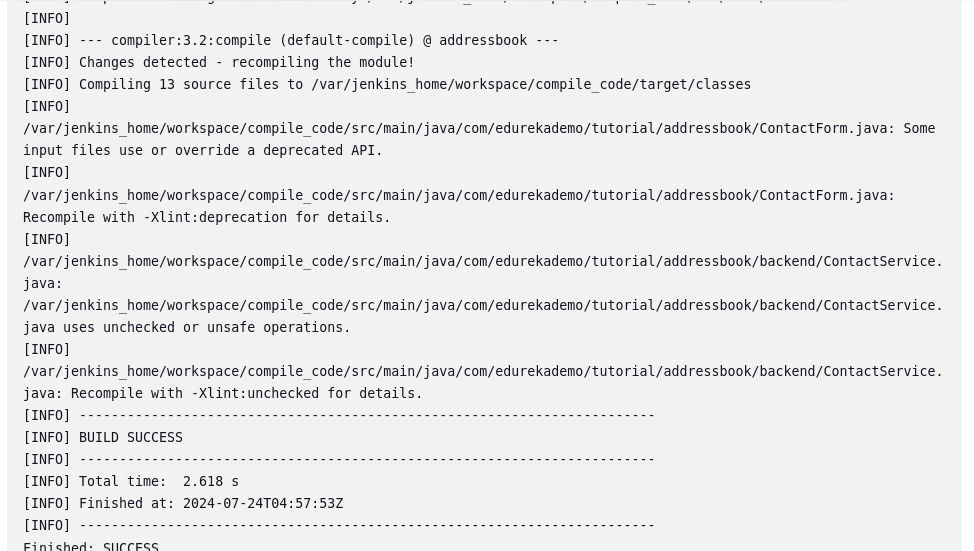 [INFO]
[INFO] --- compiler:3.2:compile (default-compile) @ addressbook ---
[INFO] Changes detected - recompiling the module!
[INFO] Compiling 13 source files to /var/jenkins_home/workspace/compile_code/target/classes
[INFO]
/var/jenkins_home/workspace/compile_code/src/main/java/com/edurekademo/tutorial/addressbook/ContactForm.java: Some
input files use or override a deprecated API.
[INFO]
/var/jenkins_home/workspace/compile_code/src/main/java/com/edurekademo/tutorial/addressbook/ContactForm.java:
Recompile with -Xlint:deprecation for details.
[INFO]
/var/jenkins_home/workspace/compile_code/src/main/java/com/edurekademo/tutorial/addressbook/backend/ContactService.
java:
/var/jenkins_home/workspace/compile_code/src/main/java/com/edurekademo/tutorial/addressbook/backend/ContactService.
java uses unchecked or unsafe operations.
[INFO]
/var/jenkins_home/workspace/compile_code/src/main/java/com/edurekademo/tutorial/addressbook/backend/ContactService.
java: Recompile with -Xlint:unchecked for details.
[INFO] ------------------------------------------------------------------------
[INFO] BUILD SUCCESS
[INFO] ------------------------------------------------------------------------
[INFO] Total time:  2.618 s
[INFO] Finished at: 2024-07-24T04:57:53Z
[INFO] ------------------------------------------------------------------------
Finished: SUCCESS